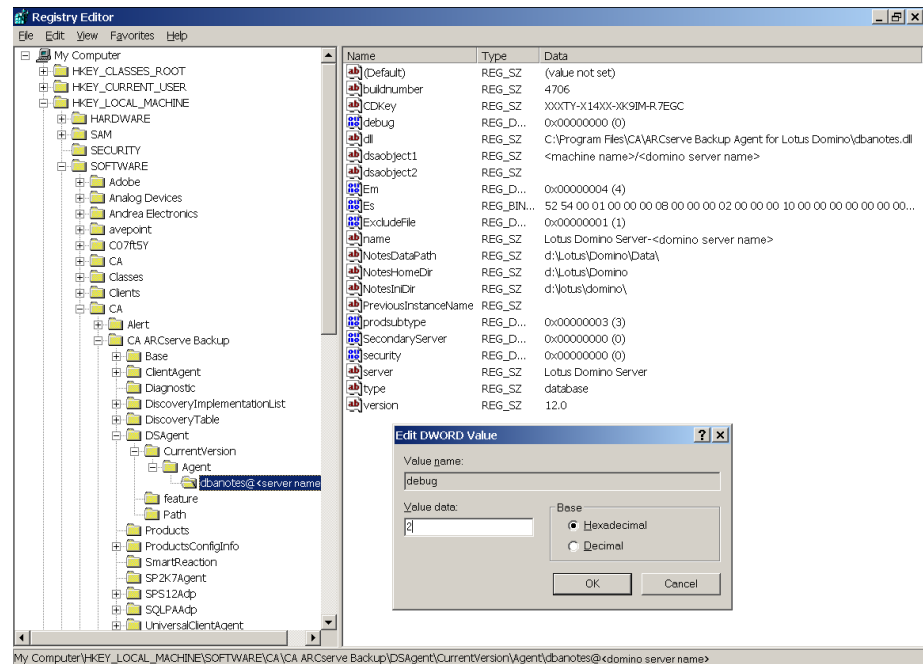 Registry Editor
File Edit View Favorites Help
My Computer
HKEY_CLASSES_ROOT
HKEY_CURRENT_USER
HKEY_LOCAL_MACHINE
HARDWARE
SAM
SECURITY
SOFTWARE
Adobe
Analog Devices
Andrea Electronics
avepoint
C07ft5Y
CA
Classes
Clients
CA
Alert
CA ARCserve Backup
Base
ClientAgent
Diagnostic
DiscoveryImplementationList
DiscoveryTable
DSAgent
CurrentVersion
Agent
dbanotes@<server name
feature
Path
Products
ProductsConfigInfo
SmartReaction
SP2K7Agent
SPS12Adp
SQLPAAdp
UniversalClientAgent
Name Type Data
(Default) REG_SZ (value not set)
buildnumber REG_SZ 4706
CDKey REG_SZ XXXTY-X14XX-XK9IM-R7EGC
debug REG_D... 0x00000000 (0)
dll REG_SZ C:\Program Files\CA\ARCserve Backup Agent for Lotus Domino\dbanotes.dll
dsaobject1 REG_SZ <machine name>/<domino server name>
dsaobject2 REG_SZ
Em REG_D... 0x00000004 (4)
Es REG_BIN... 52 54 00 01 00 00 00 08 00 00 00 02 00 00 00 10 00 00 00 00 00 00 00...
ExcludeFile REG_D... 0x00000001 (1)
name REG_SZ Lotus Domino Server-<domino server name>
NotesDataPath REG_SZ d:\Lotus\Domino\Data\
NotesHomeDir REG_SZ d:\Lotus\Domino
NotesIniDir REG_SZ d:\lotus\domino\
PreviousInstanceName REG_SZ
prodsubtype REG_D... 0x00000003 (3)
SecondaryServer REG_D... 0x00000000 (0)
security REG_D... 0x00000000 (0)
server REG_SZ Lotus Domino Server
type REG_SZ database
version REG_SZ 12.0
Edit DWORD Value
Value name:
debug
Value data:
2
Base
Hexadecimal
Decimal
OK Cancel
My Computer\HKEY_LOCAL_MACHINE\SOFTWARE\CA\CA ARCserve Backup\DSAgent\CurrentVersion\Agent\dbanotes@<domino server name>